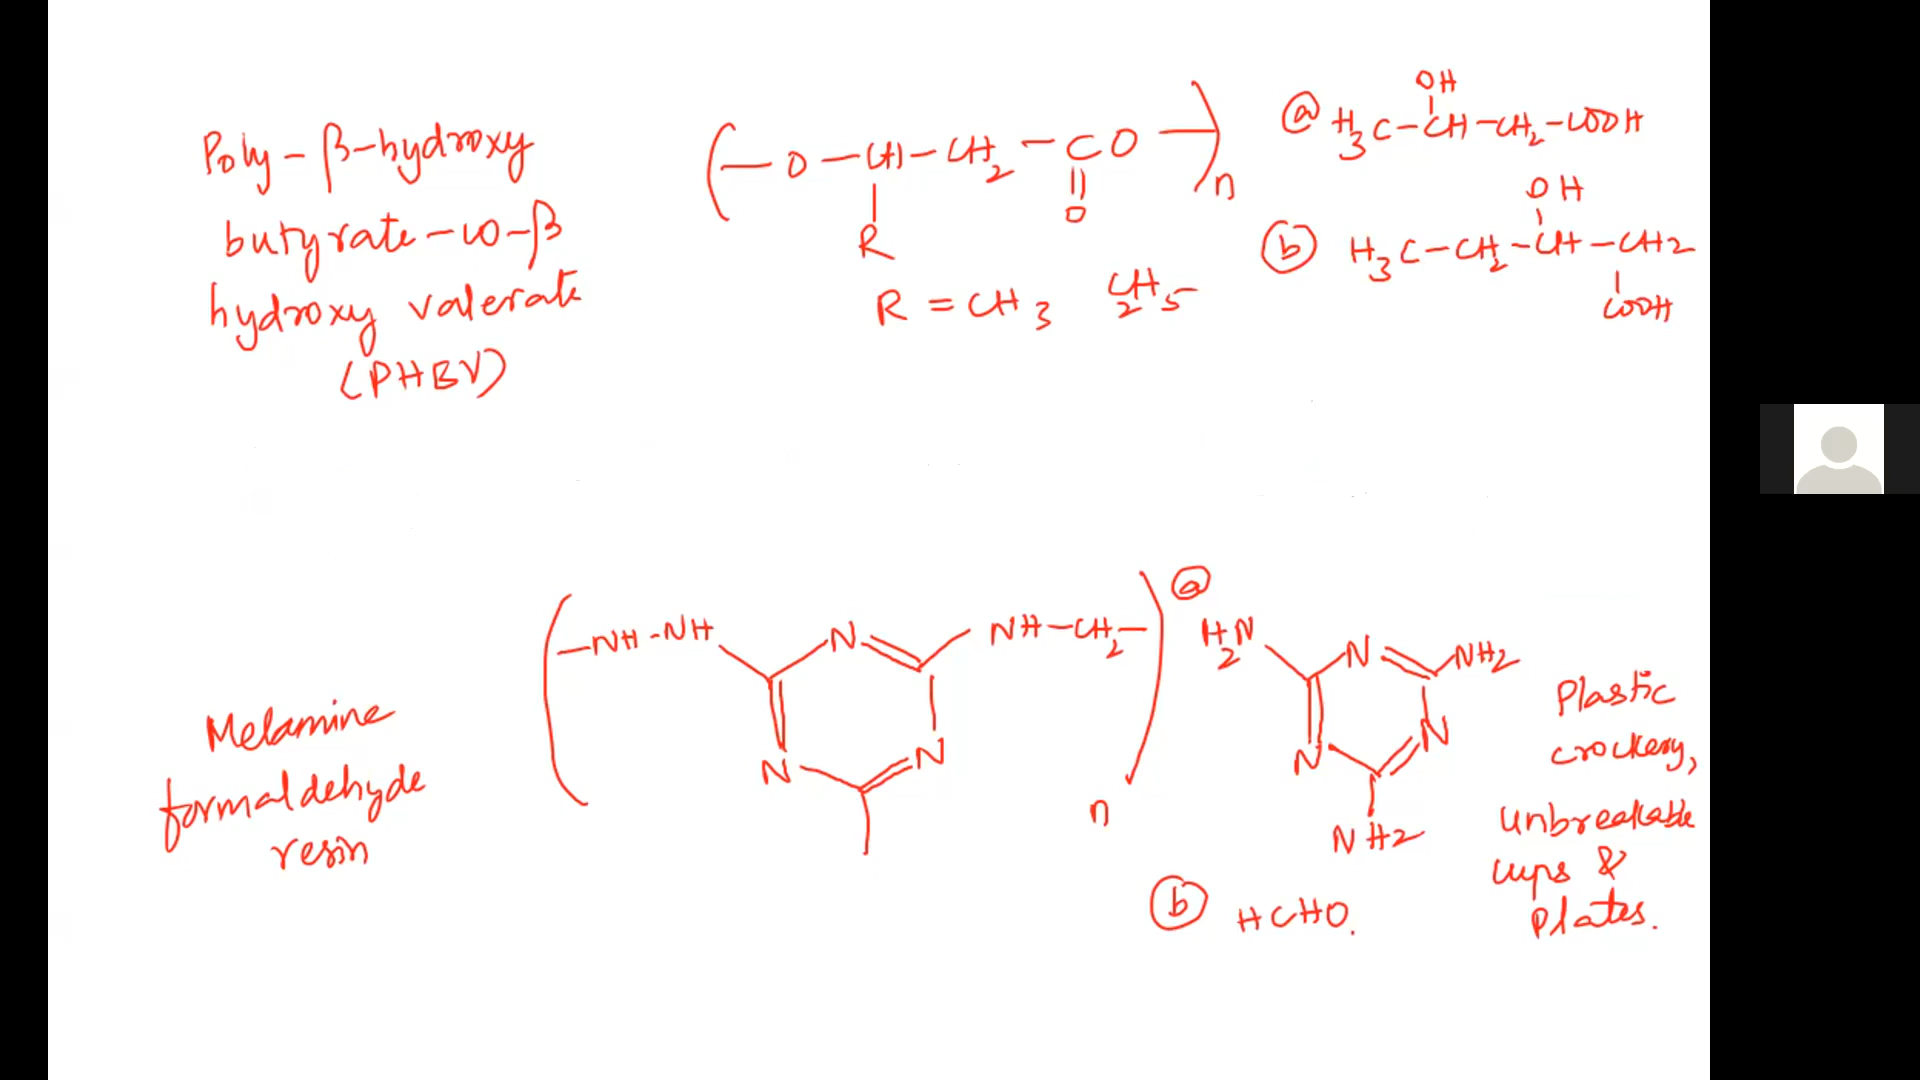 Poly-β-hydroxy
butyrate-co-β
hydroxy valerate
(PHBV)
(—O—CH—CH2—CO—)n
O
R
R = CH3 C2H5
ⓐ H3C-CH-CH2-COOH
OH
ⓑ H3C-CH2-CH-CH2
OH
COOH
Melamine
formaldehyde
resin
(—NH-NH N NH—CH2—)n
N N
ⓐ
H2N N NH2
N N
NH2
ⓑ HCHO.
Plastic
crockery,
unbreakable
cups &
Plates.